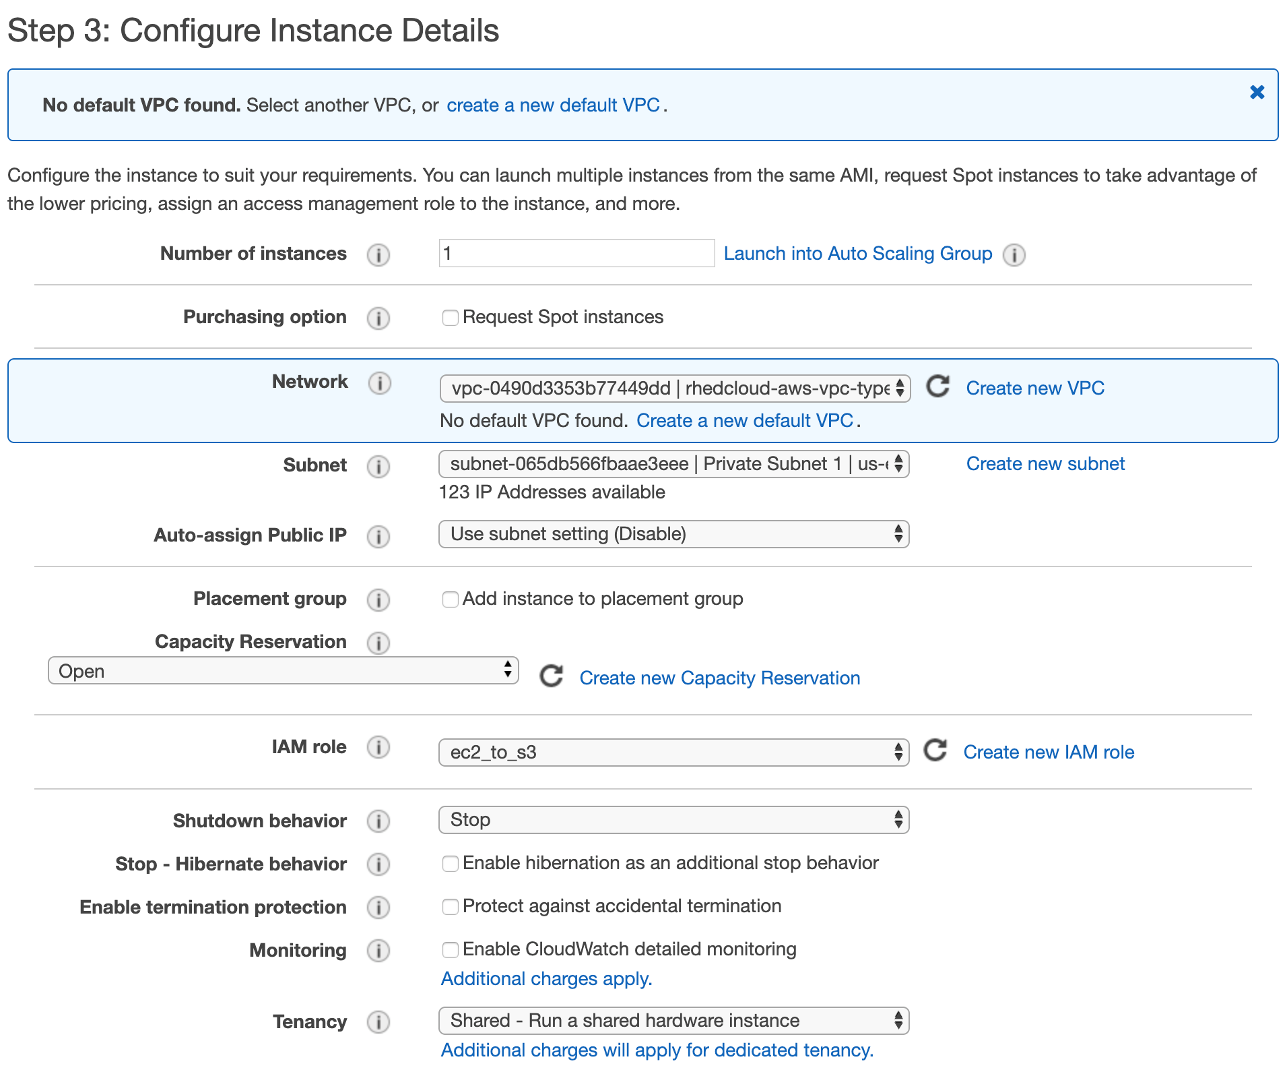 Step 3: Configure Instance Details
No default VPC found. Select another VPC, or create a new default VPC.
Configure the instance to suit your requirements. You can launch multiple instances from the same AMI, request Spot instances to take advantage of
the lower pricing, assign an access management role to the instance, and more.
Number of instances 1 Launch into Auto Scaling Group
Purchasing option Request Spot instances
Network vpc-0490d3353b77449dd | rhedcloud-aws-vpc-type Create new VPC
No default VPC found. Create a new default VPC.
Subnet subnet-065db566fbaae3eee | Private Subnet 1 | us- Create new subnet
123 IP Addresses available
Auto-assign Public IP Use subnet setting (Disable)
Placement group Add instance to placement group
Capacity Reservation
Open Create new Capacity Reservation
IAM role ec2_to_s3 Create new IAM role
Shutdown behavior Stop
Stop - Hibernate behavior Enable hibernation as an additional stop behavior
Enable termination protection Protect against accidental termination
Monitoring Enable CloudWatch detailed monitoring
Additional charges apply.
Tenancy Shared - Run a shared hardware instance
Additional charges will apply for dedicated tenancy.